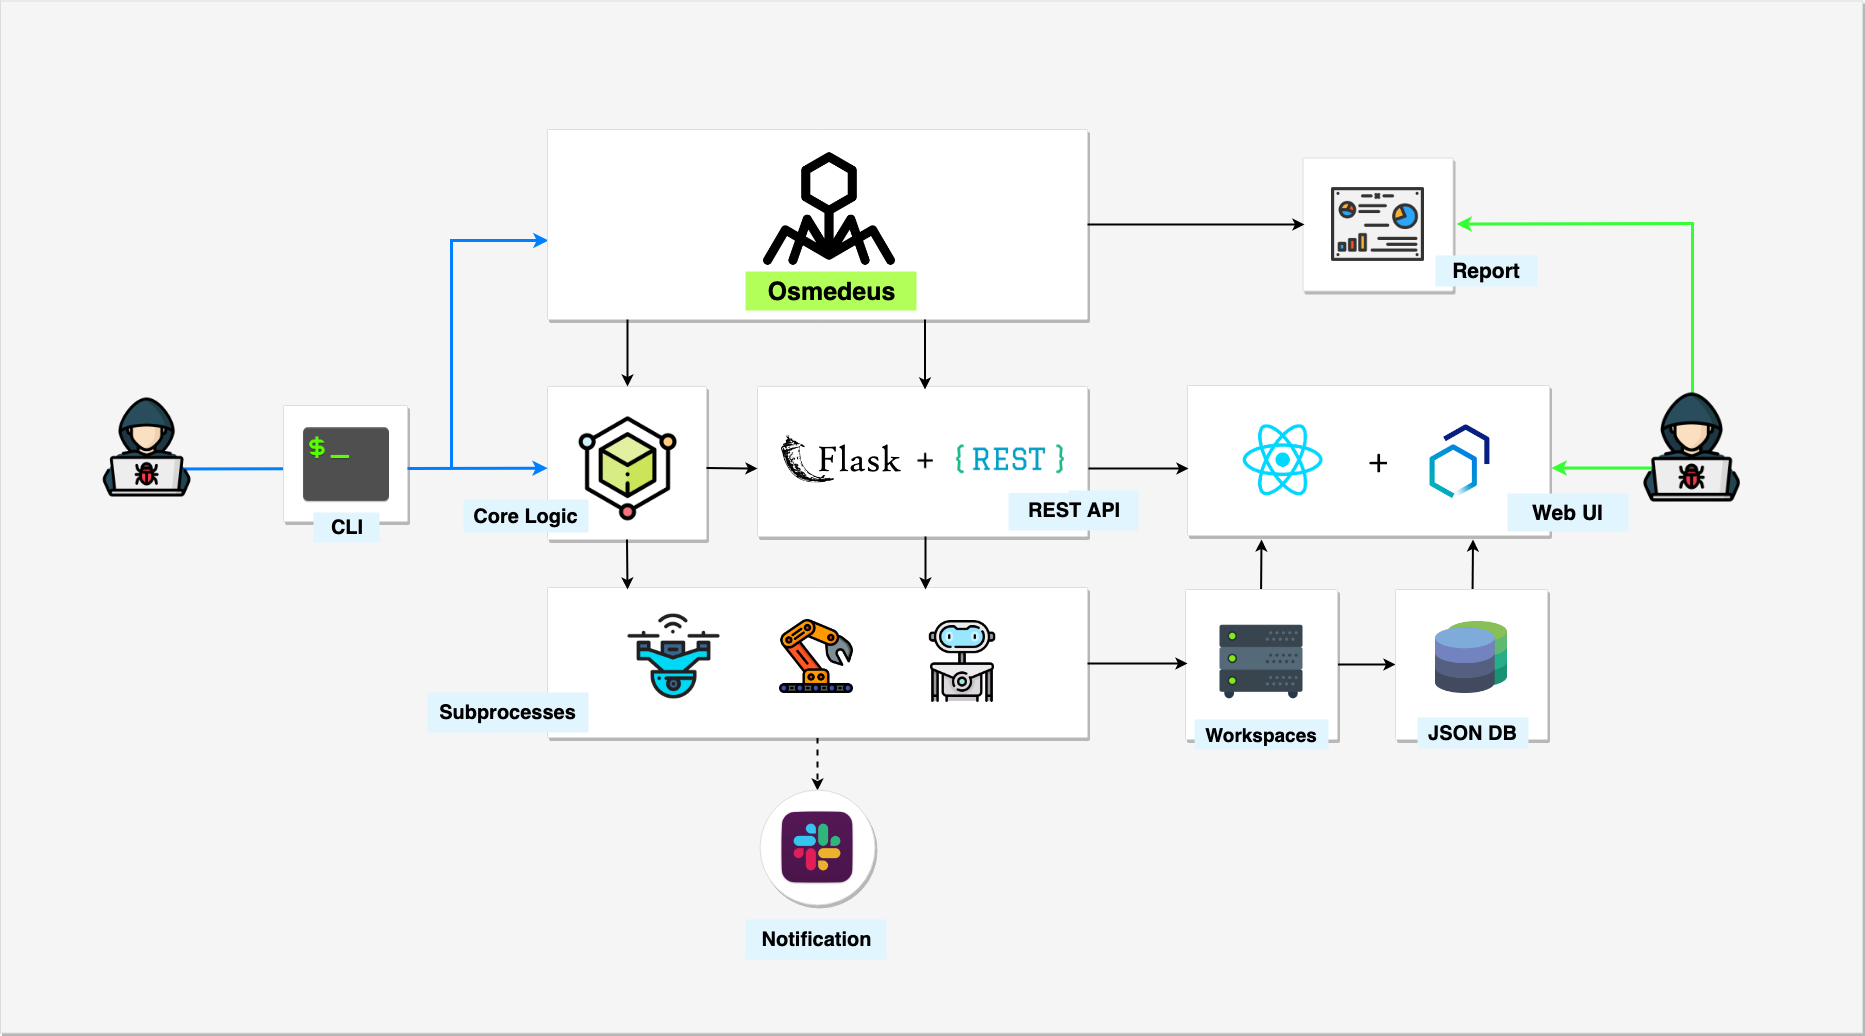 Osmedeus
Report
$ _
CLI
Core Logic
Flask + { REST }
REST API
+
Web UI
Subprocesses
Workspaces
JSON DB
Notification